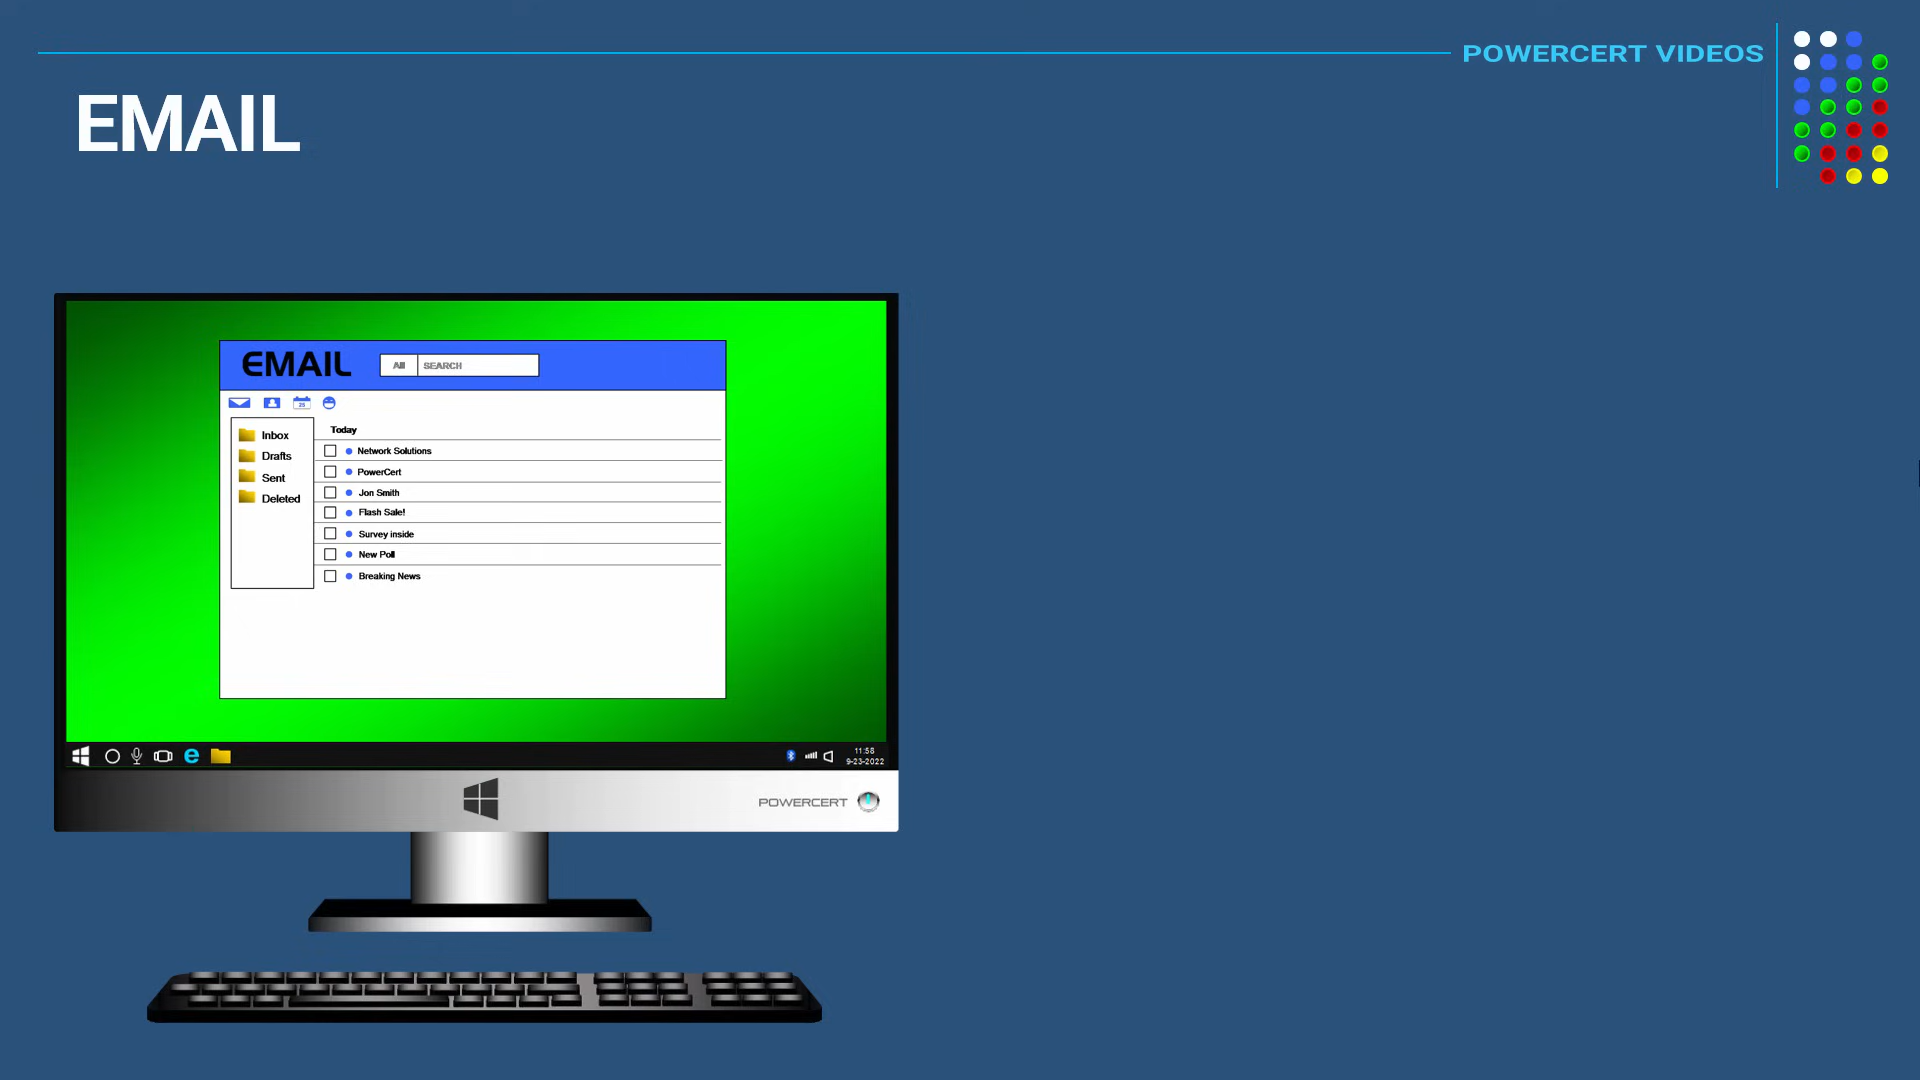 POWERCERT VIDEOS
EMAIL
EMAIL
All SEARCH
25
Today
Inbox
Drafts
Sent
Deleted
Network Solutions
PowerCert
Jon Smith
Flash Sale!
Survey inside
New Poll
Breaking News
11:58
9-23-2022
POWERCERT